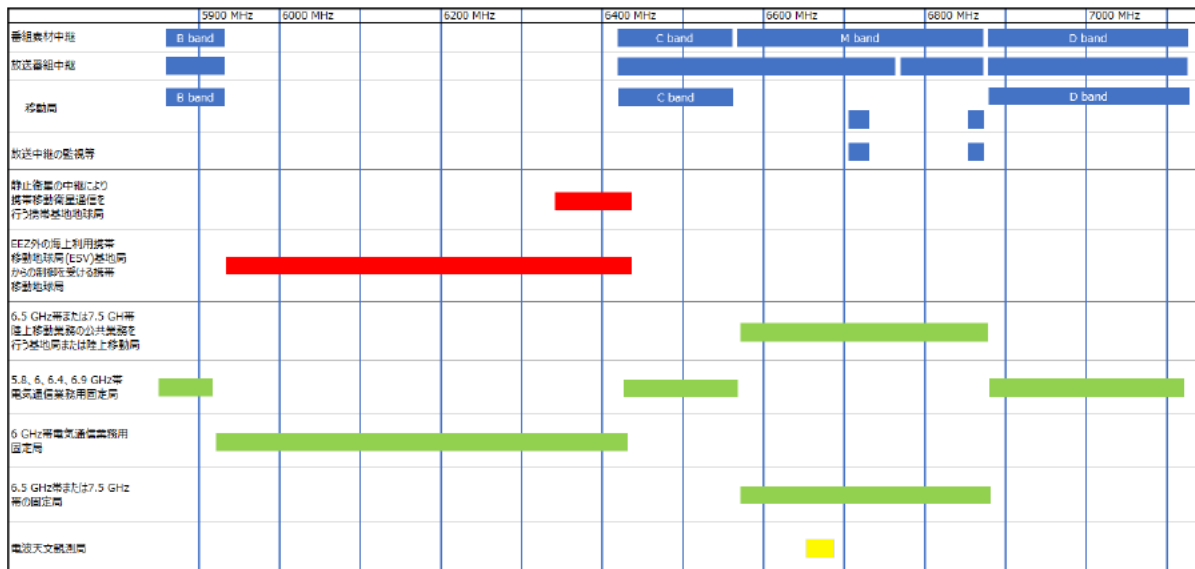 5900 MHz 6000 MHz 6200 MHz 6400 MHz 6600 MHz 6800 MHz 7000 MHz
番組素材中継 B band C band M band D band
放送番組中継
移動局 B band C band D band
放送中継の監視等
静止衛星の中継により
携帯移動衛星通信を
行う携帯基地地球局
EEZ外の海上利用携帯
移動地球局(ESV)基地局
からの制御を受ける携帯
移動地球局
6.5 GHz帯または7.5 GH帯
陸上移動業務の公共業務を
行う基地局または陸上移動局
5.8、6、6.4、6.9 GHz帯
電気通信業務用固定局
6 GHz帯電気通信業務用
固定局
6.5 GHz帯または7.5 GHz
帯の固定局
電波天文観測局